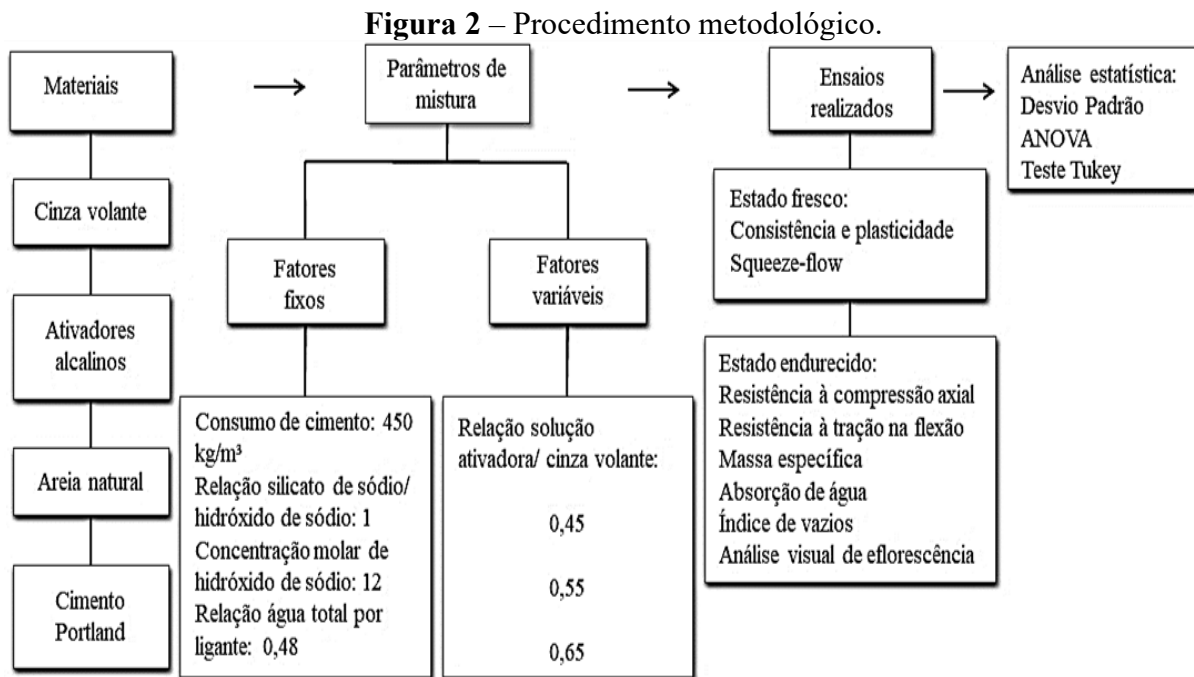 Figura 2 – Procedimento metodológico.
Materiais
Cinza volante
Ativadores
alcalinos
Areia natural
Cimento
Portland
Parâmetros de
mistura
Fatores
fixos
Consumo de cimento: 450
kg/m³
Relação silicato de sódio/
hidróxido de sódio: 1
Concentração molar de
hidróxido de sódio: 12
Relação água total por
ligante: 0,48
Fatores
variáveis
Relação solução
ativadora/ cinza volante:
0,45
0,55
0,65
Ensaios
realizados
Estado fresco:
Consistência e plasticidade
Squeeze-flow
Estado endurecido:
Resistência à compressão axial
Resistência à tração na flexão
Massa específica
Absorção de água
Índice de vazios
Análise visual de eflorescência
Análise estatística:
Desvio Padrão
ANOVA
Teste Tukey